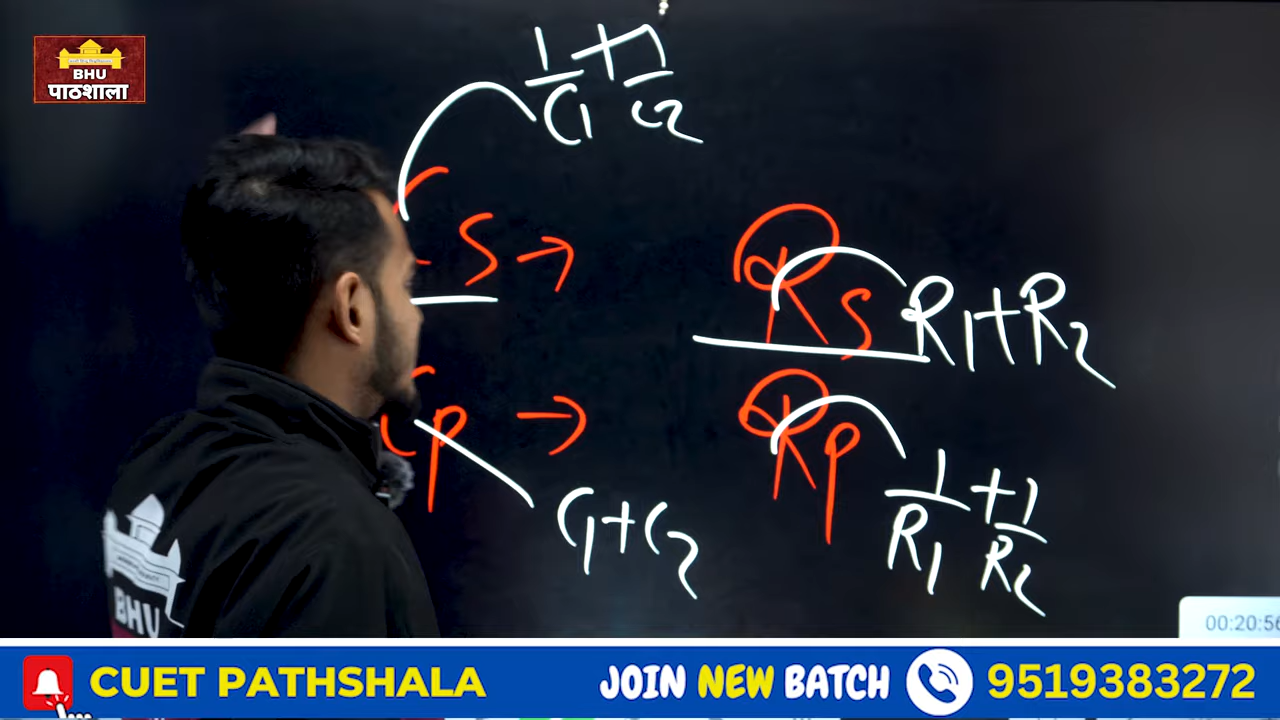 BHU
पाठशाला
1/C1 + 1/C2
Cs →
Rs R1+R2
Cp →
Rp 1/R1 + 1/R2
C1+C2
BHU
00:20:56
CUET PATHSHALA
JOIN NEW BATCH
9519383272